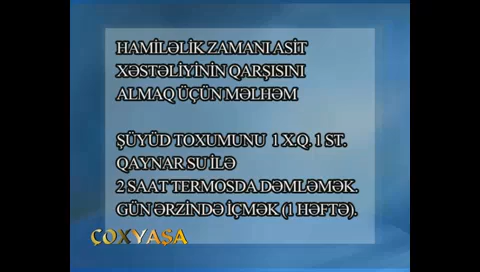 HAMİLƏLİK ZAMANI ASİT
XƏSTƏLİYİNİN QARŞISINI
ALMAQ ÜÇÜN MƏLHƏM
ŞÜYÜD TOXUMUNU 1 X.Q. 1 ST.
QAYNAR SU İLƏ
2 SAAT TERMOSDA DƏMLƏMƏK.
GÜN ƏRZİNDƏ İÇMƏK (1 HƏFTƏ).
ÇOXYAŞA